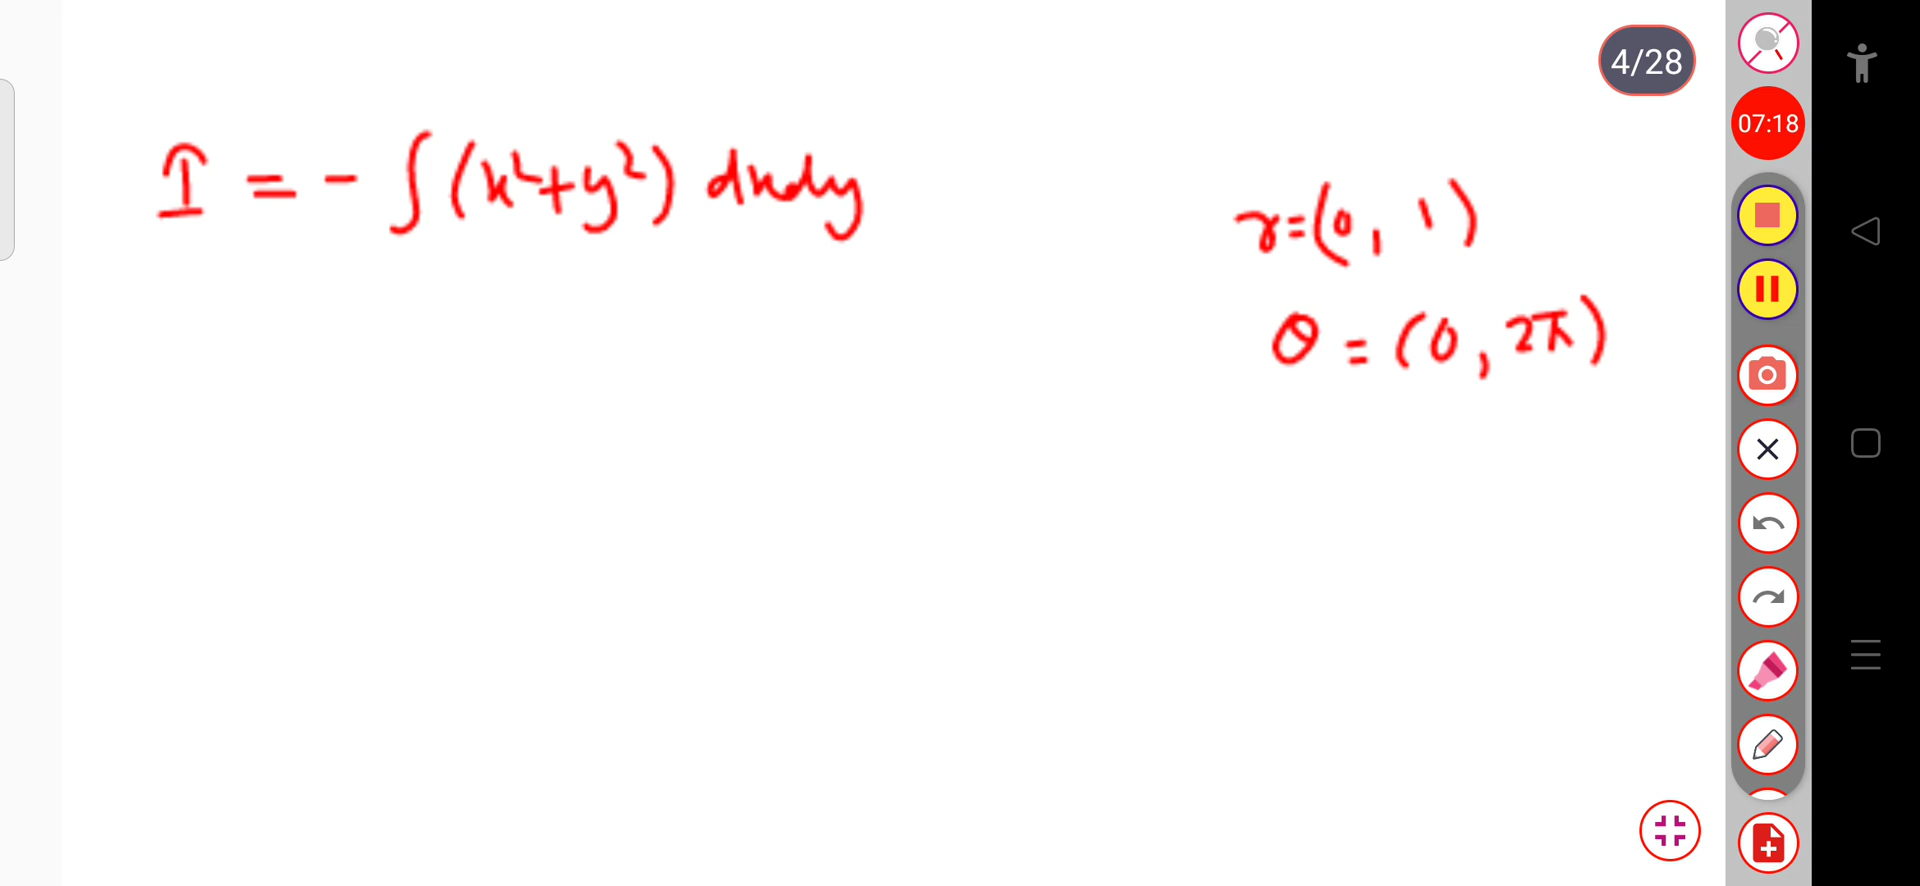 4/28
07:18
I = - ∫ (x²+y²) dxdy
r=(0, 1)
θ = (0, 2π)